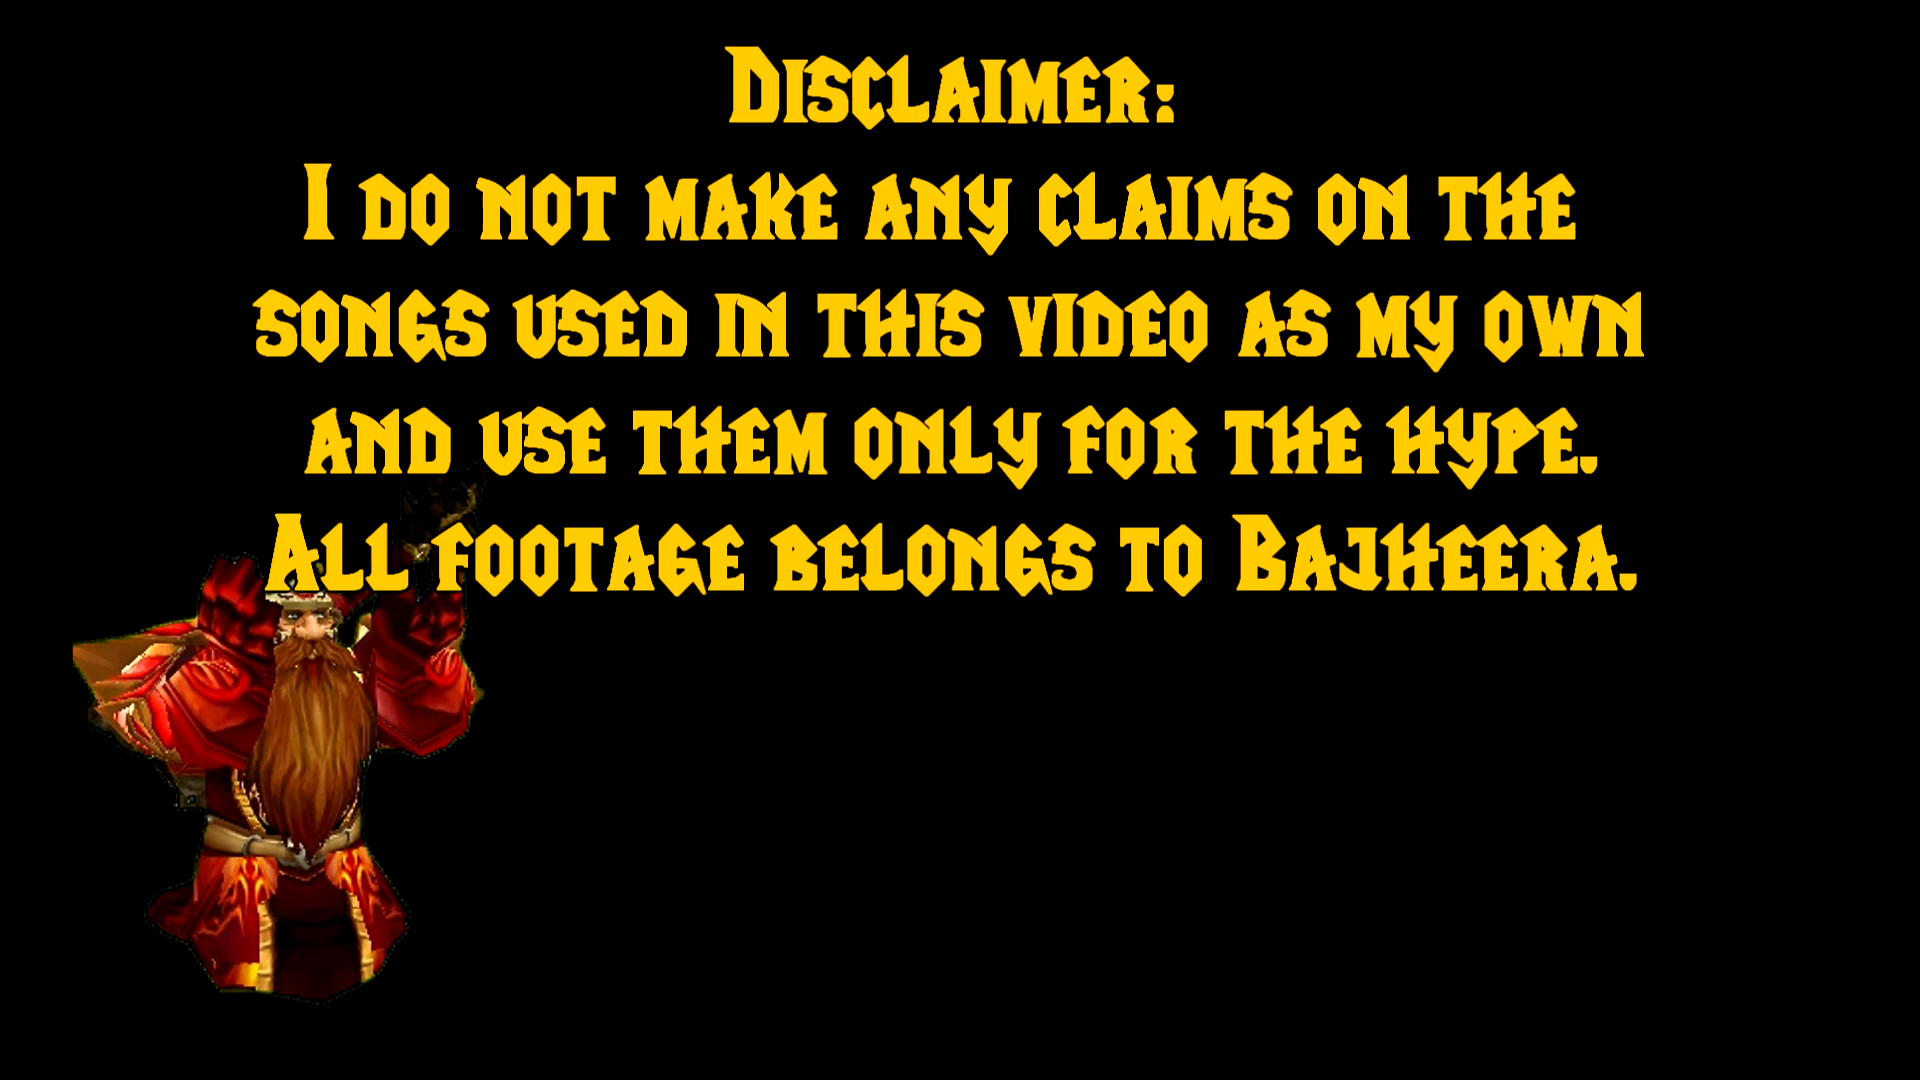 Disclaimer:
I do not make any claims on the
songs used in this video as my own
and use them only for the hype.
All footage belongs to Bajheera.